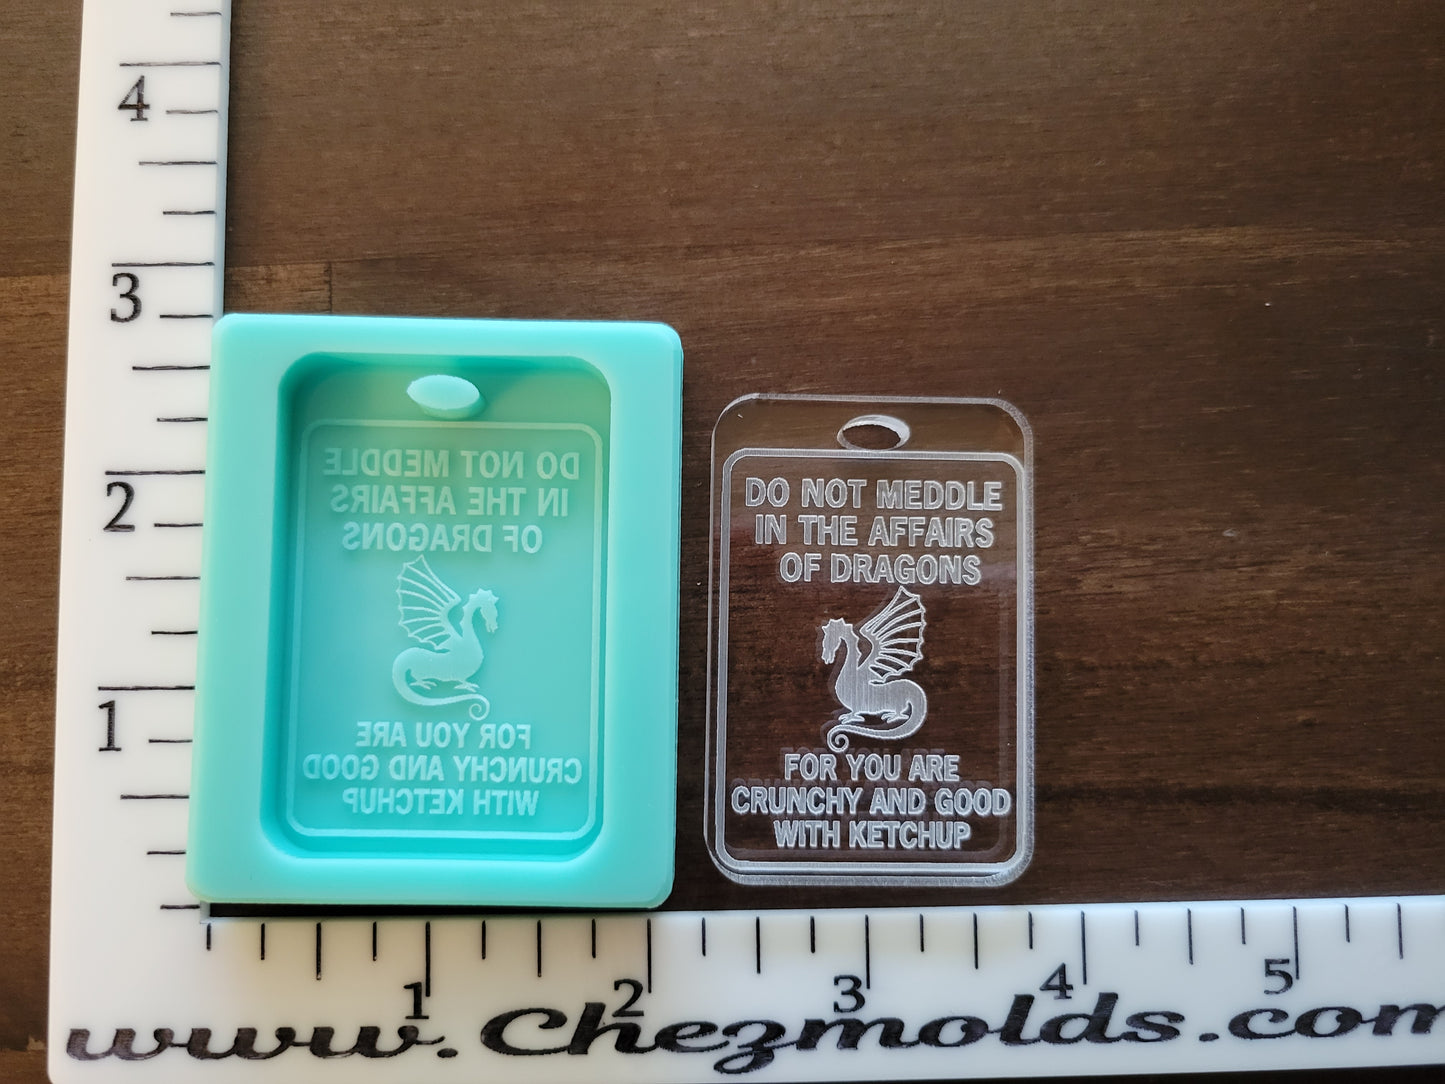 4
3
2
1
DO NOT MEDDLE
IN THE AFFAIRS
OF DRAGONS
FOR YOU ARE
CRUNCHY AND GOOD
WITH KETCHUP
DO NOT MEDDLE
IN THE AFFAIRS
OF DRAGONS
FOR YOU ARE
CRUNCHY AND GOOD
WITH KETCHUP
1 2 3 4 5
www.Chezmolds.com